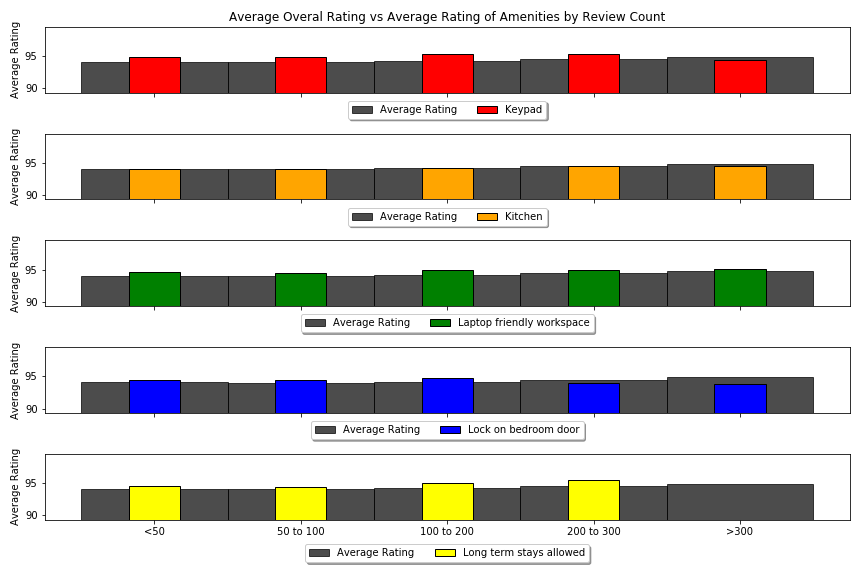 Average Overal Rating vs Average Rating of Amenities by Review Count
Average Rating
95
90
Average Rating Keypad
Average Rating
95
90
Average Rating Kitchen
Average Rating
95
90
Average Rating Laptop friendly workspace
Average Rating
95
90
Average Rating Lock on bedroom door
Average Rating
95
90
<50 50 to 100 100 to 200 200 to 300 >300
Average Rating Long term stays allowed